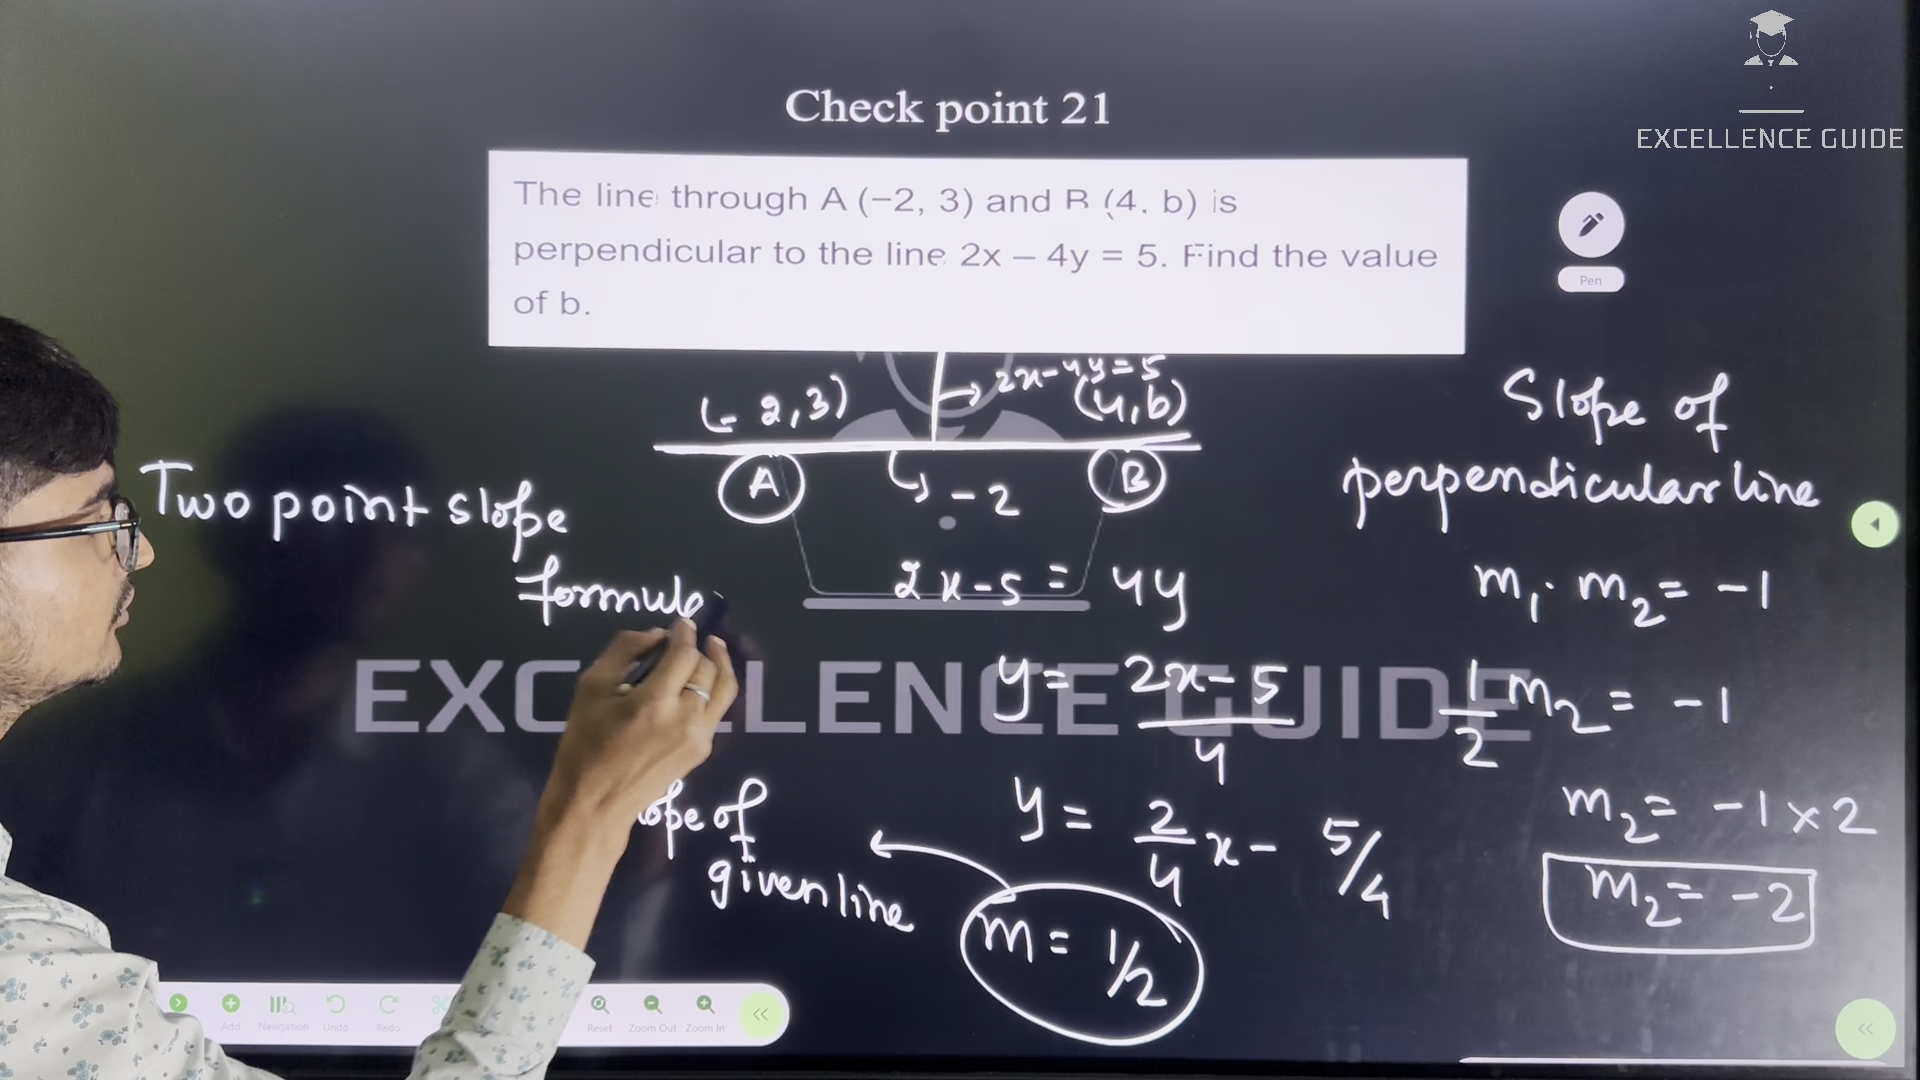 EXCELLENCE GUIDE
Check point 21
The line through A (−2, 3) and B (4, b) is
perpendicular to the line 2x – 4y = 5. Find the value
of b.
Pen
2x-4y=5
(-2,3)
(4,b)
A
-2
B
Two point slope
formula
2x-5 = 4y
y = 2x-5/4
y = 2/4 x - 5/4
m = 1/2
ope of
given line
Slope of
perpendicular line
m₁. m₂ = -1
1/2 m₂ = -1
m₂ = -1 x 2
m₂ = -2
EXC LLENCE GUIDE
Add
Navigation
Undo
Redo
Reset
Zoom Out
Zoom In